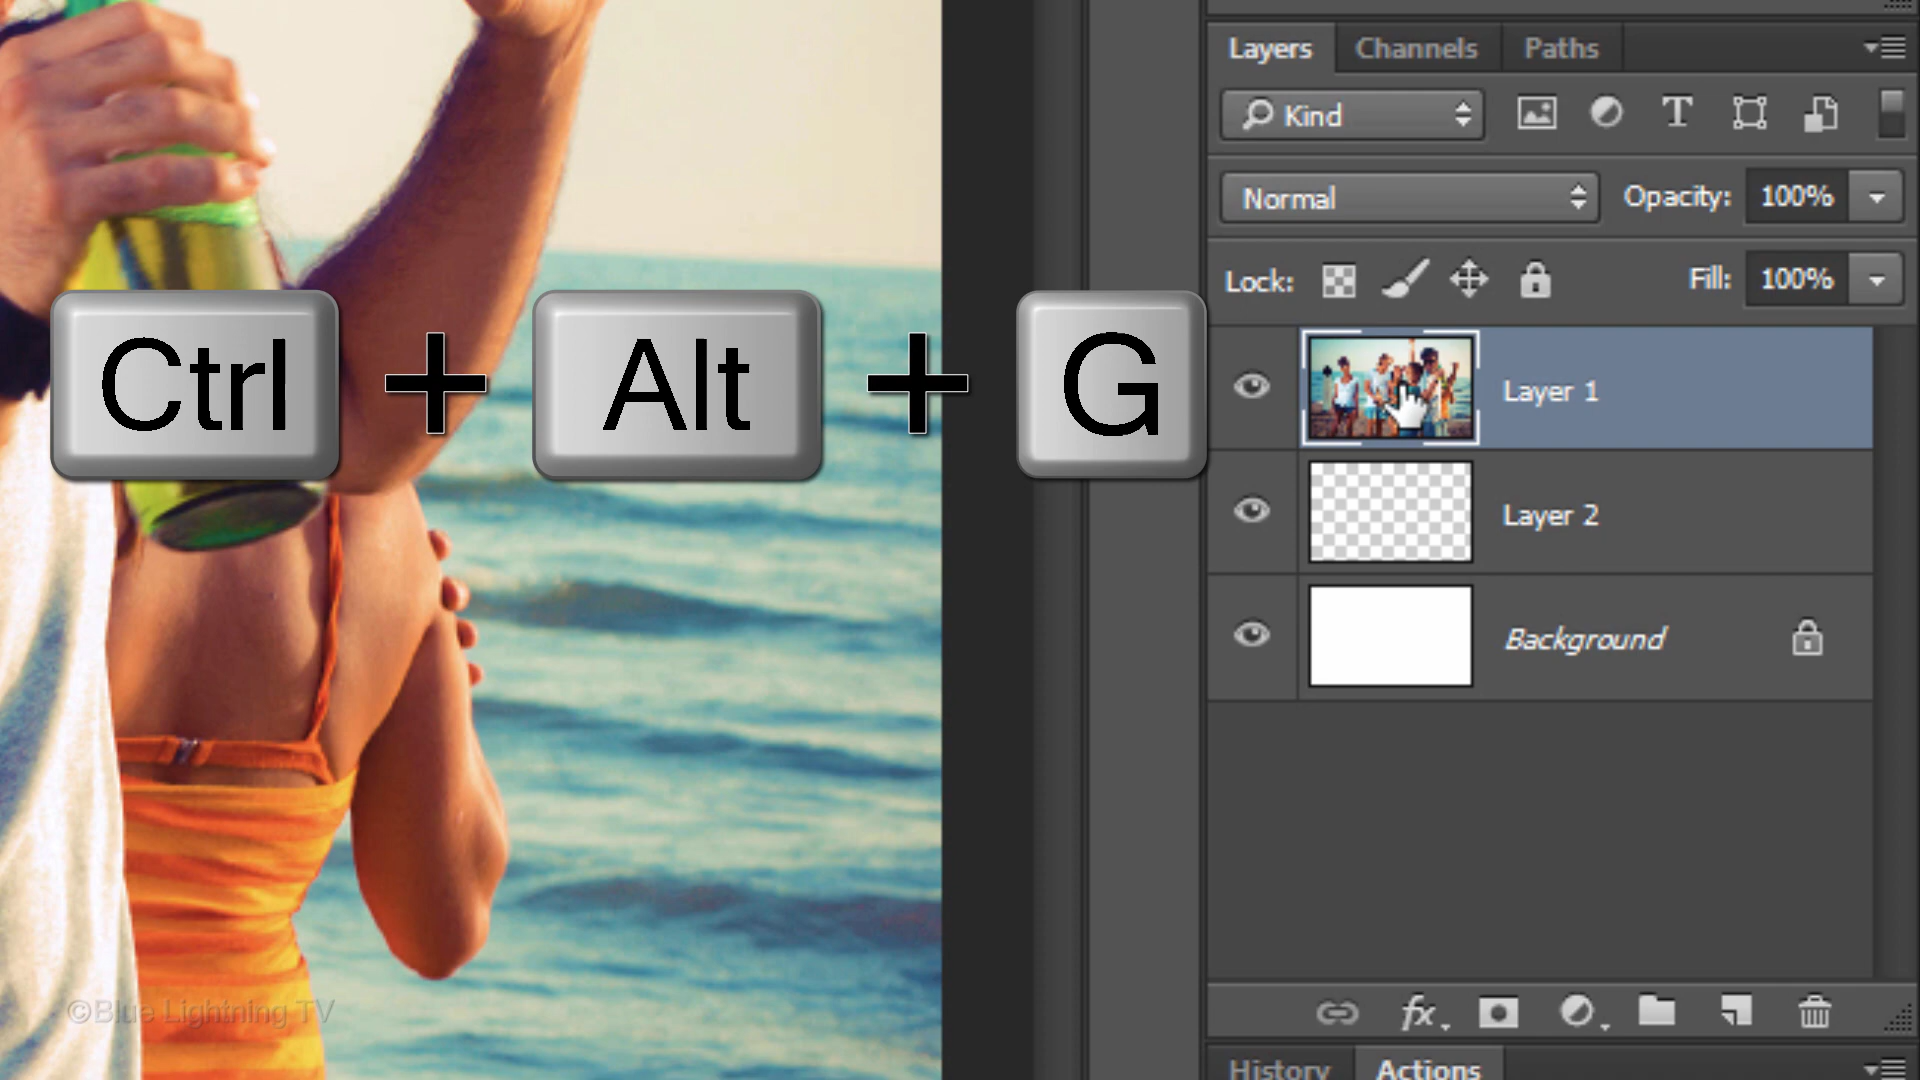 Layers Channels Paths
Kind
Normal Opacity: 100%
Lock: Fill: 100%
Ctrl + Alt + G
Layer 1
Layer 2
Background
©Blue Lightning TV
fx
History Actions